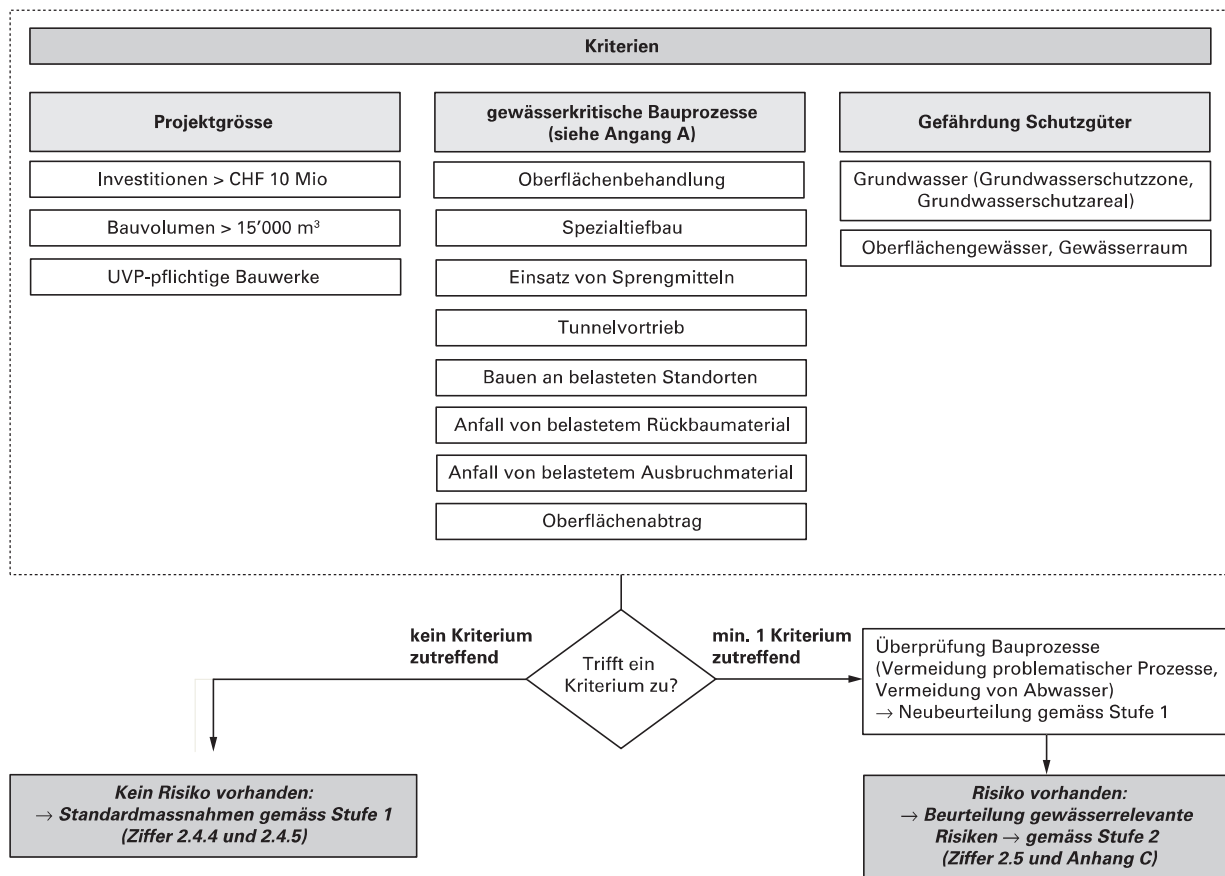 Kriterien
Projektgrösse
Investitionen > CHF 10 Mio
Bauvolumen > 15’000 m³
UVP-pflichtige Bauwerke
gewässerkritische Bauprozesse
(siehe Angang A)
Oberflächenbehandlung
Spezialtiefbau
Einsatz von Sprengmitteln
Tunnelvortrieb
Bauen an belasteten Standorten
Anfall von belastetem Rückbaumaterial
Anfall von belastetem Ausbruchmaterial
Oberflächenabtrag
Gefährdung Schutzgüter
Grundwasser (Grundwasserschutzzone,
Grundwasserschutzareal)
Oberflächengewässer, Gewässerraum
kein Kriterium
zutreffend
Trifft ein
Kriterium zu?
min. 1 Kriterium
zutreffend
Überprüfung Bauprozesse
(Vermeidung problematischer Prozesse,
Vermeidung von Abwasser)
→ Neubeurteilung gemäss Stufe 1
Kein Risiko vorhanden:
→ Standardmassnahmen gemäss Stufe 1
(Ziffer 2.4.4 und 2.4.5)
Risiko vorhanden:
→ Beurteilung gewässerrelevante
Risiken → gemäss Stufe 2
(Ziffer 2.5 und Anhang C)